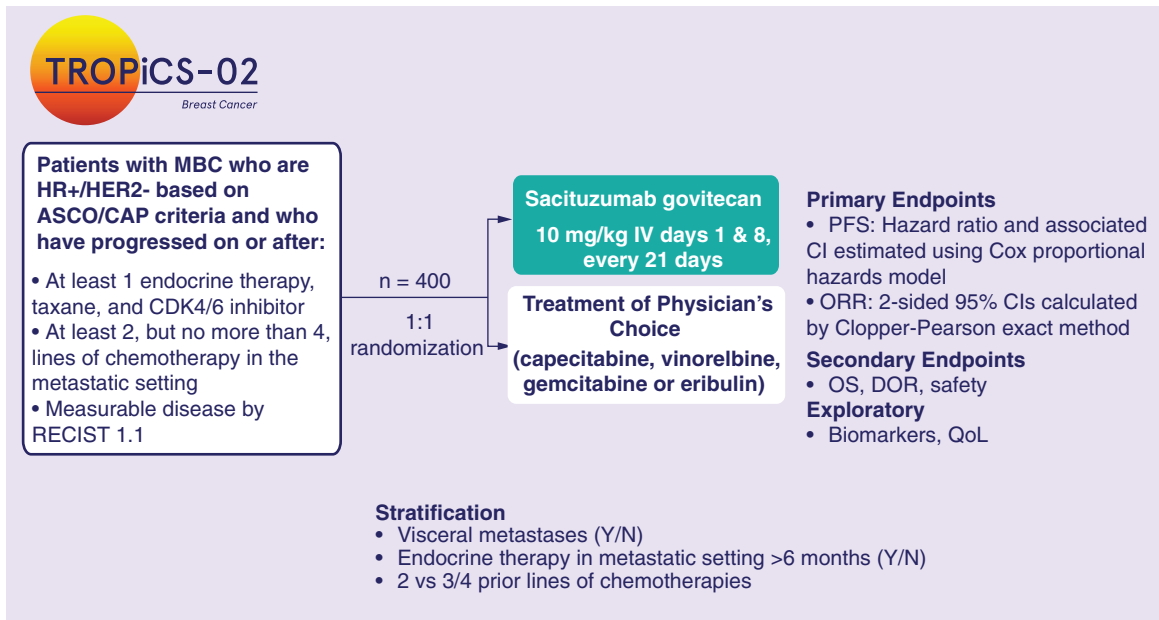 TROPiCS-02
Breast Cancer
Patients with MBC who are
HR+/HER2- based on
ASCO/CAP criteria and who
have progressed on or after:
• At least 1 endocrine therapy,
taxane, and CDK4/6 inhibitor
• At least 2, but no more than 4,
lines of chemotherapy in the
metastatic setting
• Measurable disease by
RECIST 1.1
n = 400
1:1
randomization
Sacituzumab govitecan
10 mg/kg IV days 1 & 8,
every 21 days
Treatment of Physician's
Choice
(capecitabine, vinorelbine,
gemcitabine or eribulin)
Primary Endpoints
• PFS: Hazard ratio and associated
CI estimated using Cox proportional
hazards model
• ORR: 2-sided 95% CIs calculated
by Clopper-Pearson exact method
Secondary Endpoints
• OS, DOR, safety
Exploratory
• Biomarkers, QoL
Stratification
• Visceral metastases (Y/N)
• Endocrine therapy in metastatic setting >6 months (Y/N)
• 2 vs 3/4 prior lines of chemotherapies